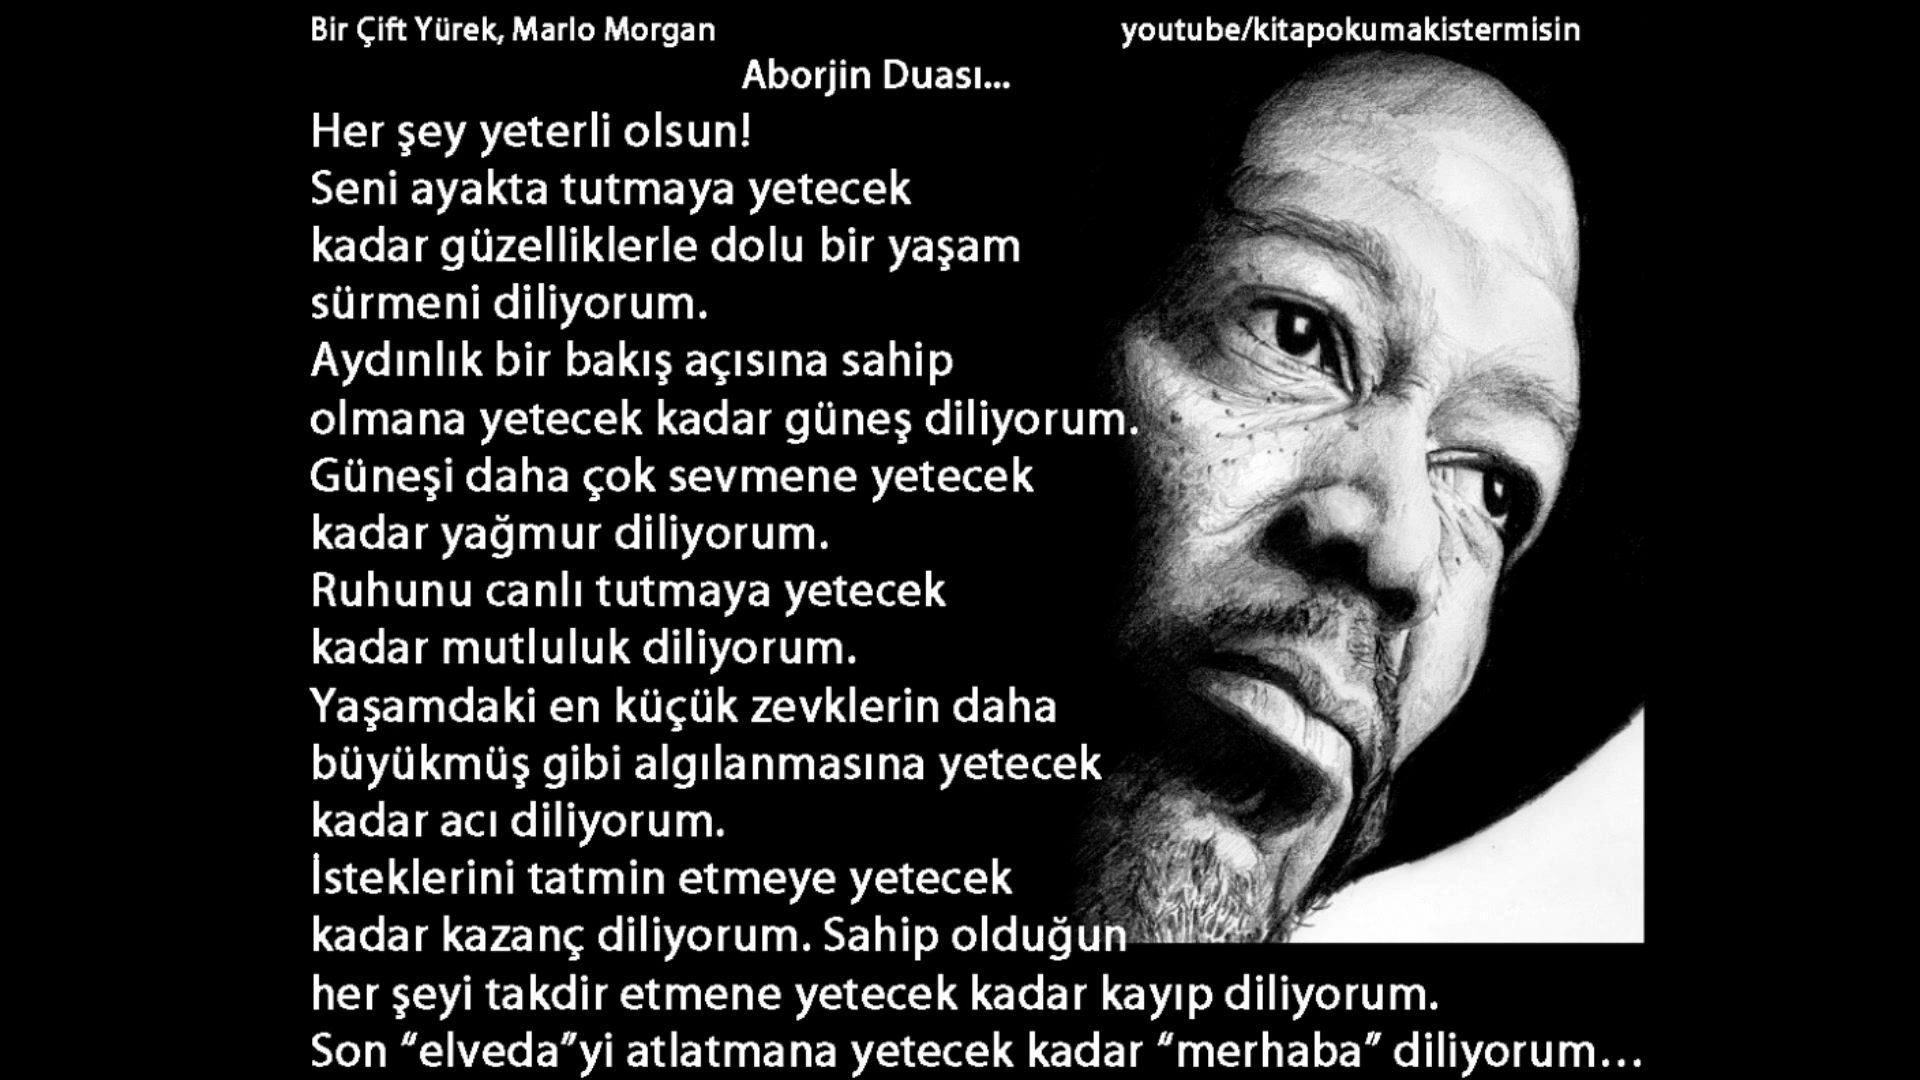 Bir Çift Yürek, Marlo Morgan
youtube/kitapokumakistermisin
Aborjin Duası...
Her şey yeterli olsun!
Seni ayakta tutmaya yetecek
kadar güzelliklerle dolu bir yaşam
sürmeni diliyorum.
Aydınlık bir bakış açısına sahip
olmana yetecek kadar güneş diliyorum.
Güneşi daha çok sevmene yetecek
kadar yağmur diliyorum.
Ruhunu canlı tutmaya yetecek
kadar mutluluk diliyorum.
Yaşamdaki en küçük zevklerin daha
büyükmüş gibi algılanmasına yetecek
kadar acı diliyorum.
İsteklerini tatmin etmeye yetecek
kadar kazanç diliyorum. Sahip olduğun
her şeyi takdir etmene yetecek kadar kayıp diliyorum.
Son “elveda”yi atlatmana yetecek kadar “merhaba” diliyorum...